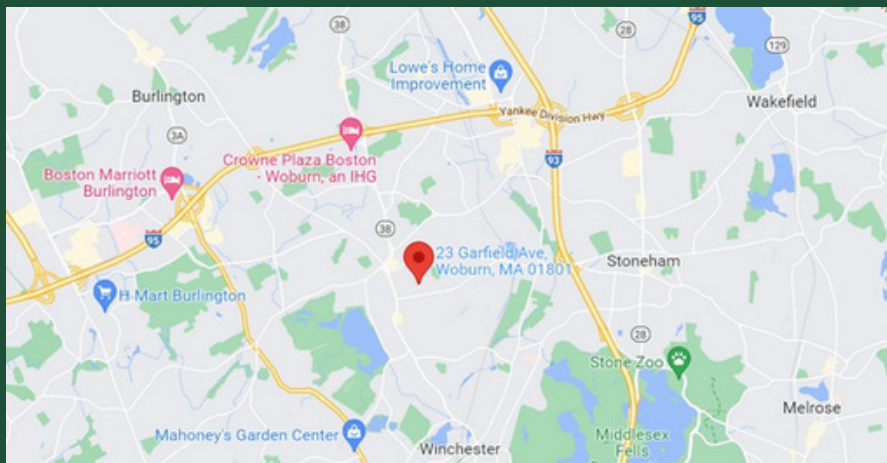 95
38
28
129
Lowe's Home
Improvement
Burlington
Wakefield
Yankee Division Hwy
3A
Crowne Plaza Boston
- Woburn, an IHG
93
Boston Marriott
Burlington
38
95
23 Garfield Ave,
Woburn, MA 01801
Stoneham
H Mart Burlington
28
Stone Zoo
Melrose
Mahoney's Garden Center
Middlesex
Fells
Winchester